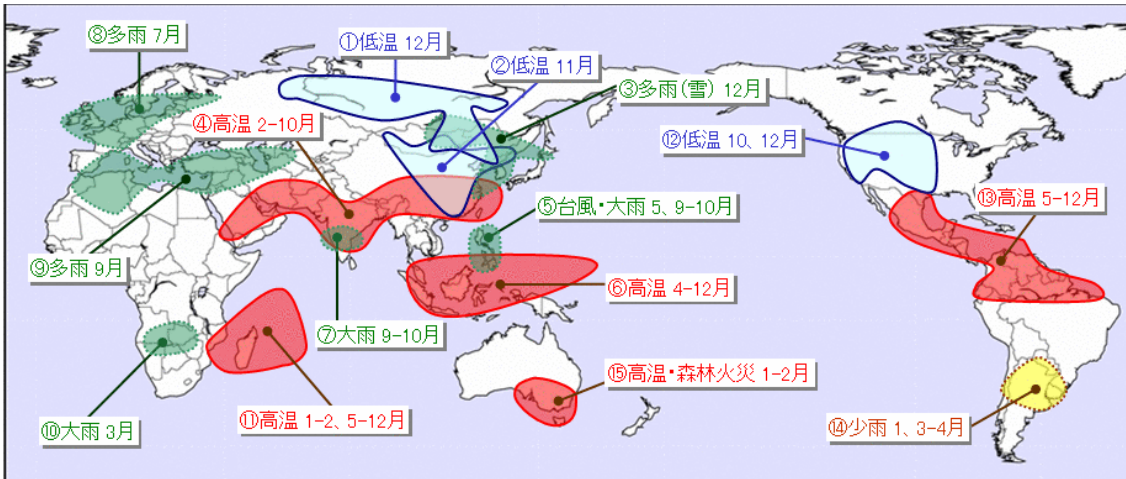 ⑧多雨 7月
①低温 12月
②低温 11月
③多雨(雪) 12月
④高温 2-10月
⑫低温 10、12月
⑤台風・大雨 5、9-10月
⑬高温 5-12月
⑨多雨 9月
⑥高温 4-12月
⑦大雨 9-10月
⑮高温・森林火災 1-2月
⑪高温 1-2、5-12月
⑩大雨 3月
⑭少雨 1、3-4月